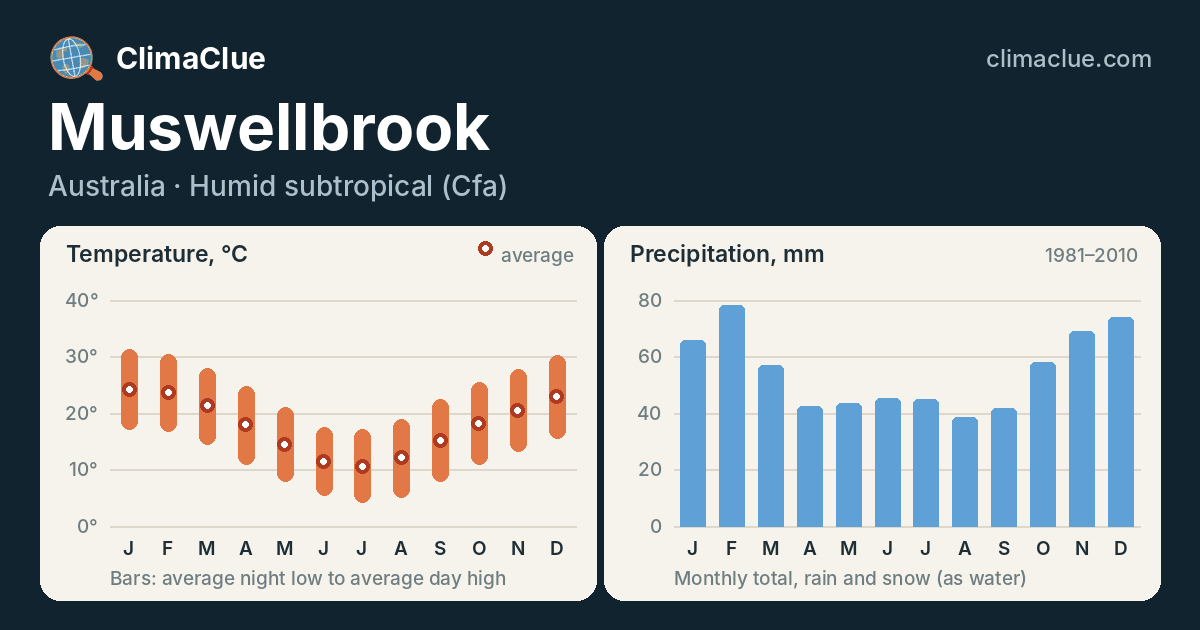 ClimaClue
climaclue.com
Muswellbrook
Australia · Humid subtropical (Cfa)
Temperature, °C
average
40°
30°
20°
10°
0°
J F M A M J J A S O N D
Bars: average night low to average day high
Precipitation, mm
1981–2010
80
60
40
20
0
J F M A M J J A S O N D
Monthly total, rain and snow (as water)